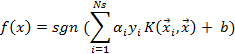 f(x) = sgn (∑_{i=1}^{Ns} α_i y_i K(x⃗_i, x⃗) + b)